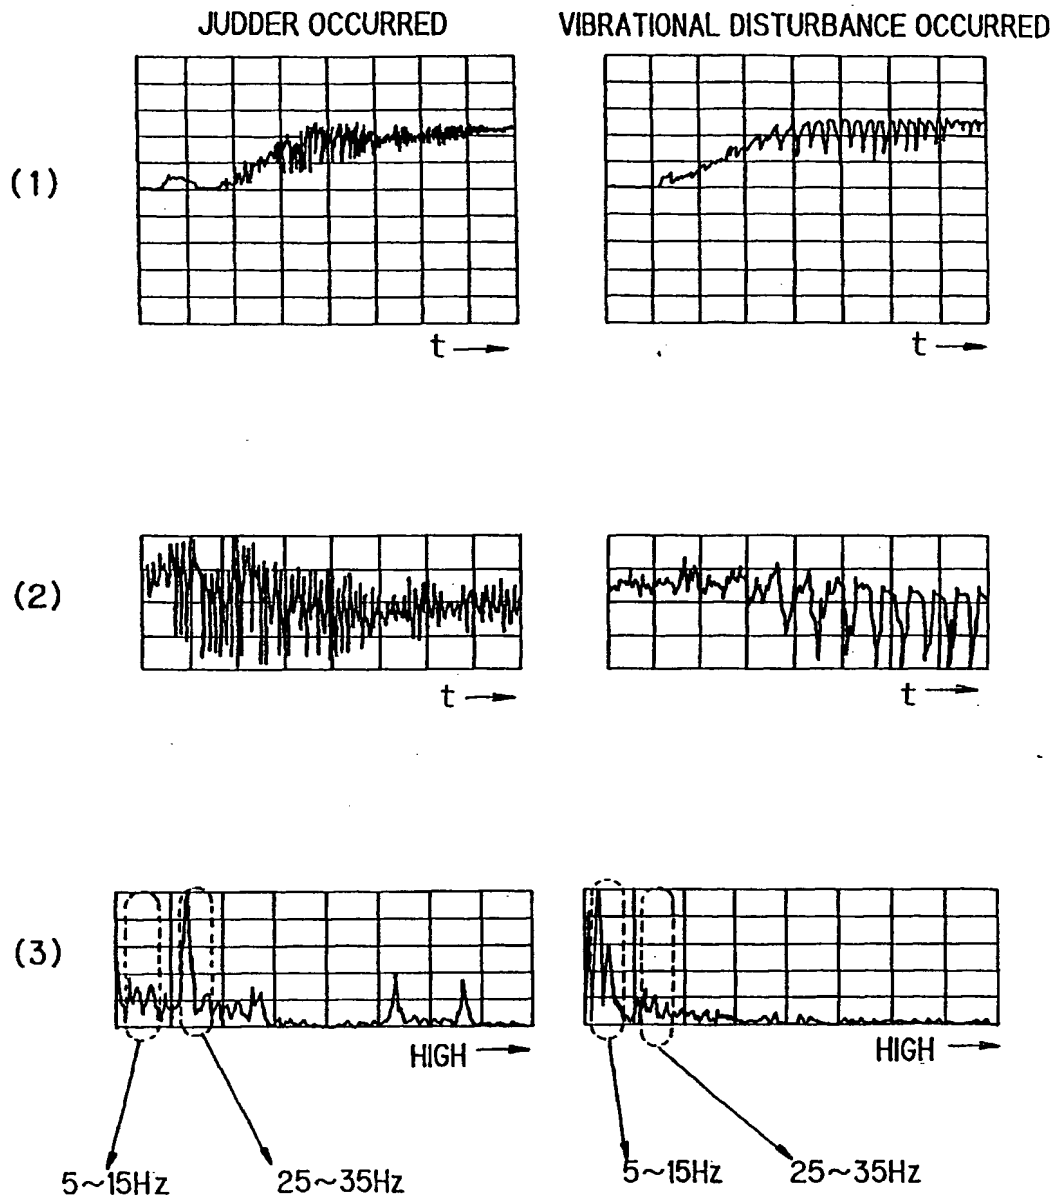 JUDDER OCCURRED
VIBRATIONAL DISTURBANCE OCCURRED
(1)
t
t
(2)
t
t
(3)
HIGH
HIGH
5~15Hz
25~35Hz
5~15Hz
25~35Hz